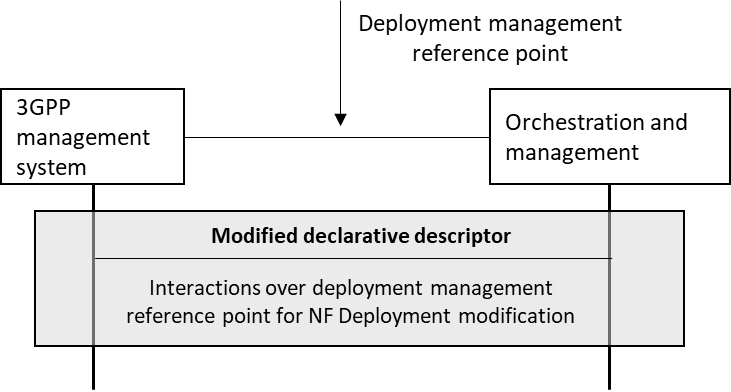 Deployment management
reference point
3GPP
management
system
Orchestration and
management
Modified declarative descriptor
Interactions over deployment management
reference point for NF Deployment modification